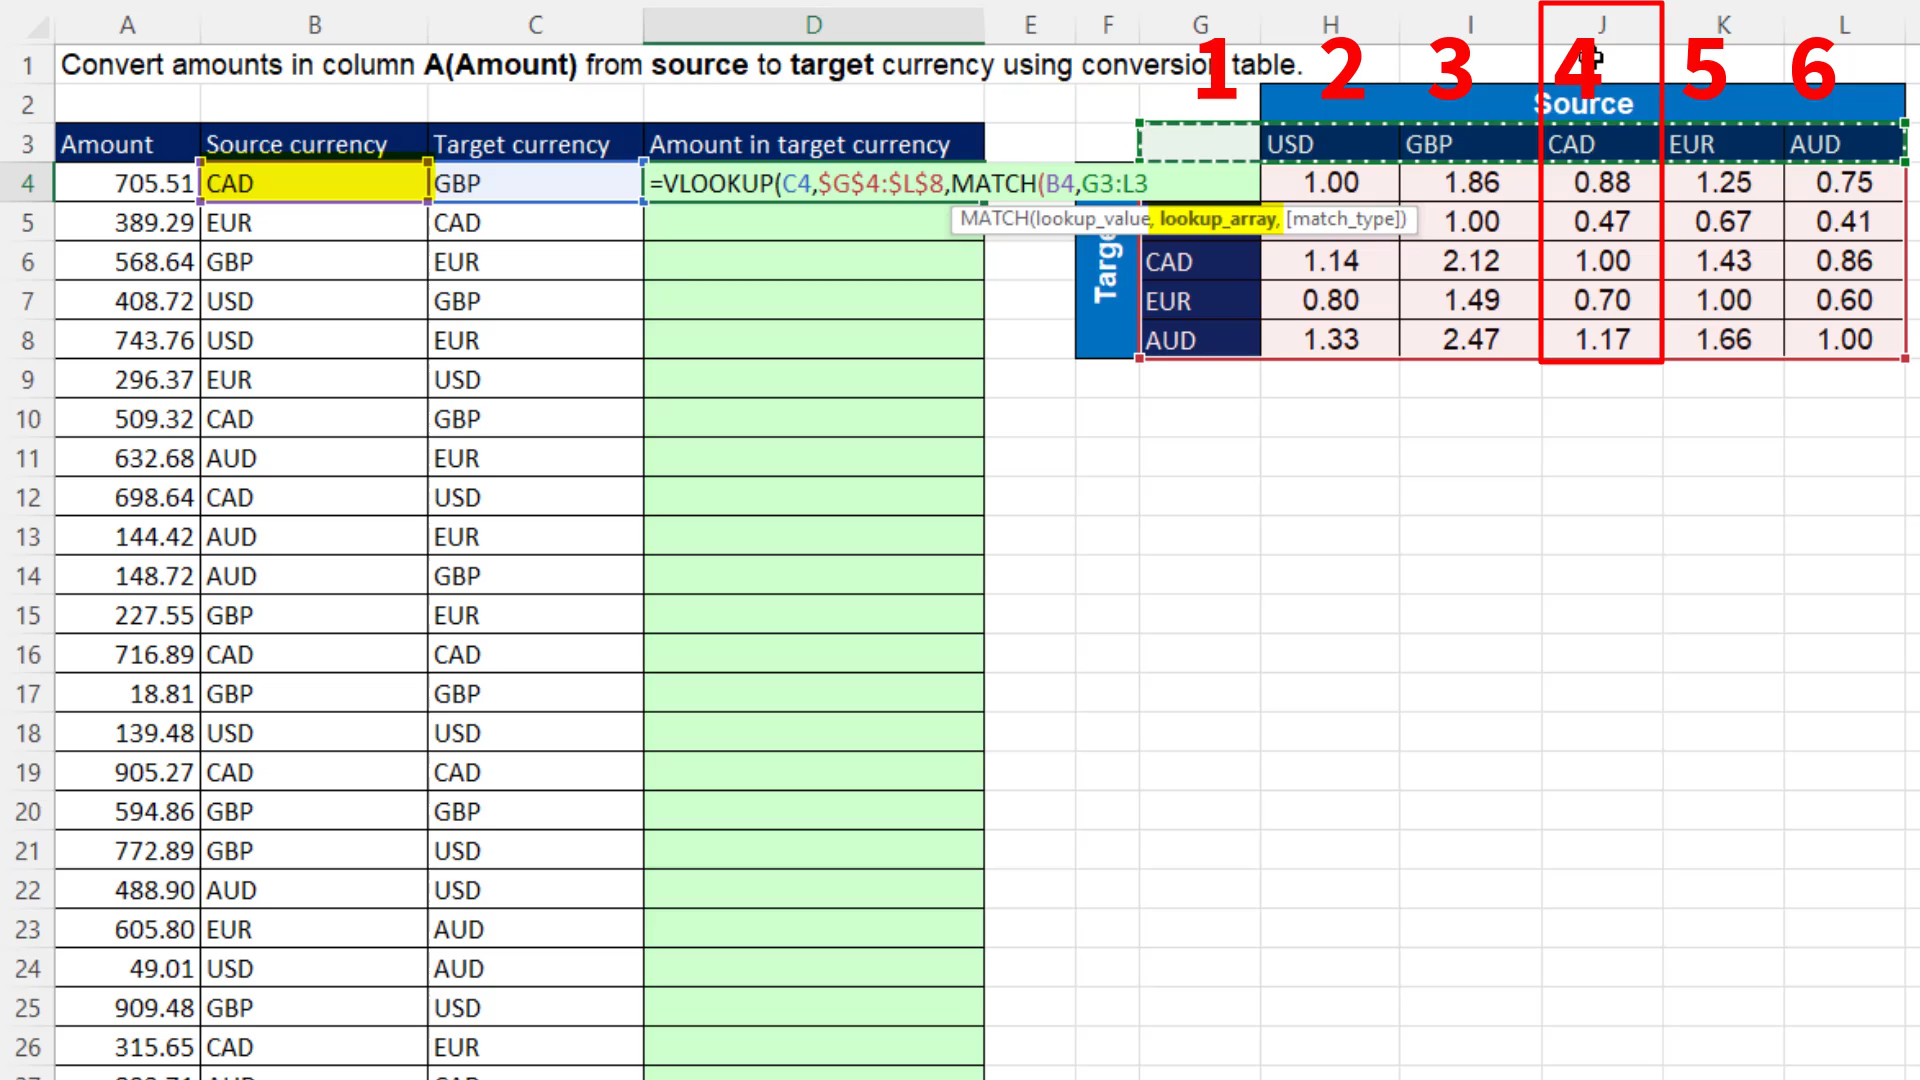 A B C D E F G H I J K L
1 2 3 4 5 6
1 Convert amounts in column A(Amount) from source to target currency using conversion table.
2 Source
3 Amount Source currency Target currency Amount in target currency USD GBP CAD EUR AUD
4 705.51 CAD GBP =VLOOKUP(C4,$G$4:$L$8,MATCH(B4,G3:L3 1.00 1.86 0.88 1.25 0.75
MATCH(lookup_value, lookup_array, [match_type])
5 389.29 EUR CAD 1.00 0.47 0.67 0.41
6 568.64 GBP EUR CAD 1.14 2.12 1.00 1.43 0.86
7 408.72 USD GBP EUR 0.80 1.49 0.70 1.00 0.60
8 743.76 USD EUR AUD 1.33 2.47 1.17 1.66 1.00
9 296.37 EUR USD
10 509.32 CAD GBP
11 632.68 AUD EUR
12 698.64 CAD USD
13 144.42 AUD EUR
14 148.72 AUD GBP
15 227.55 GBP EUR
16 716.89 CAD CAD
17 18.81 GBP GBP
18 139.48 USD USD
19 905.27 CAD CAD
20 594.86 GBP GBP
21 772.89 GBP USD
22 488.90 AUD USD
23 605.80 EUR AUD
24 49.01 USD AUD
25 909.48 GBP USD
26 315.65 CAD EUR